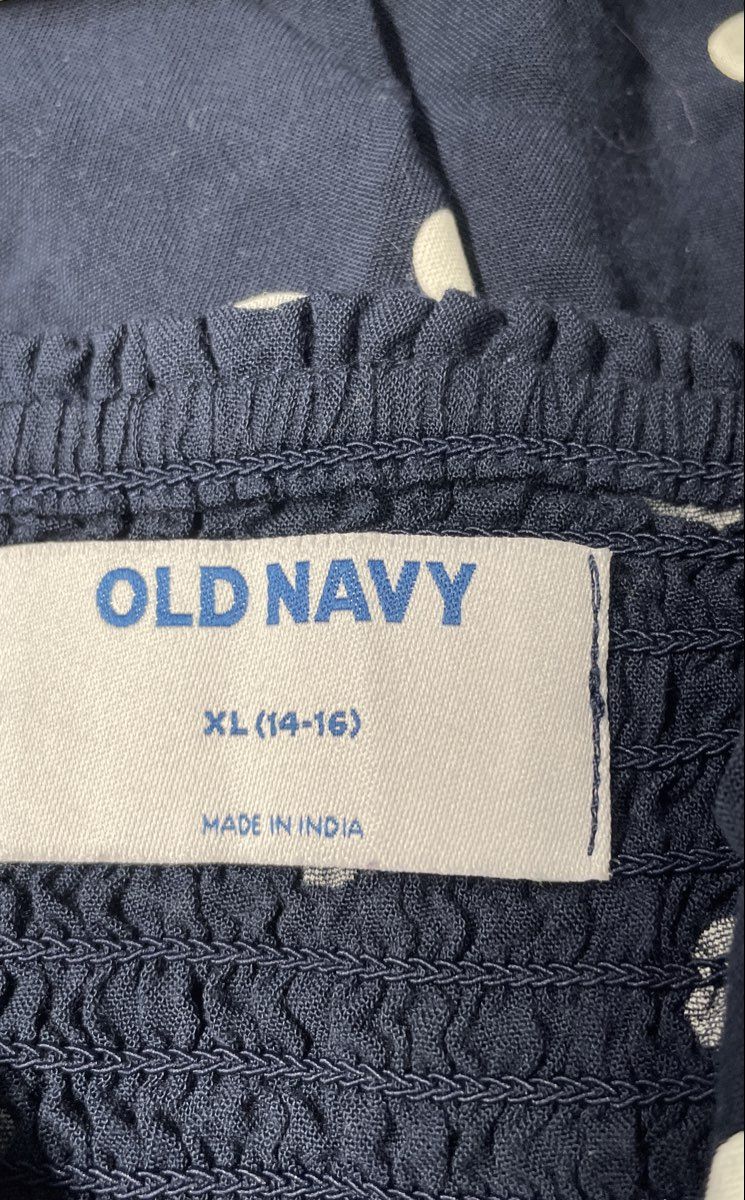 OLD NAVY
XL (14-16)
MADE IN INDIA